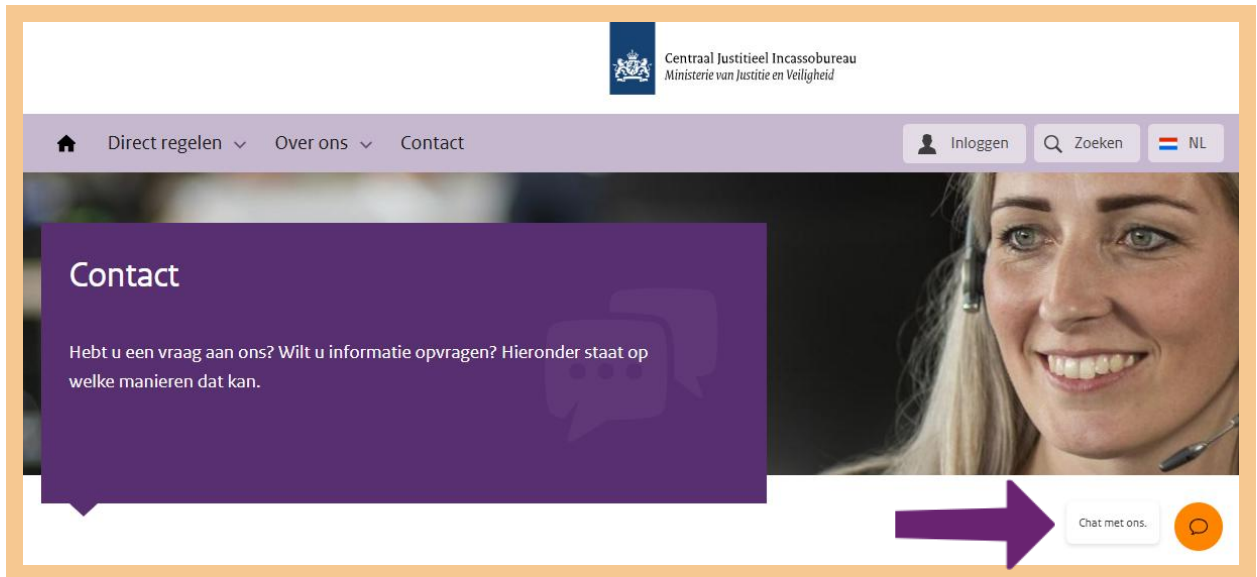 Centraal Justitieel Incassobureau
Ministerie van Justitie en Veiligheid
Direct regelen
Over ons
Contact
Inloggen
Zoeken
NL
Contact
Hebt u een vraag aan ons? Wilt u informatie opvragen? Hieronder staat op
welke manieren dat kan.
Chat met ons.